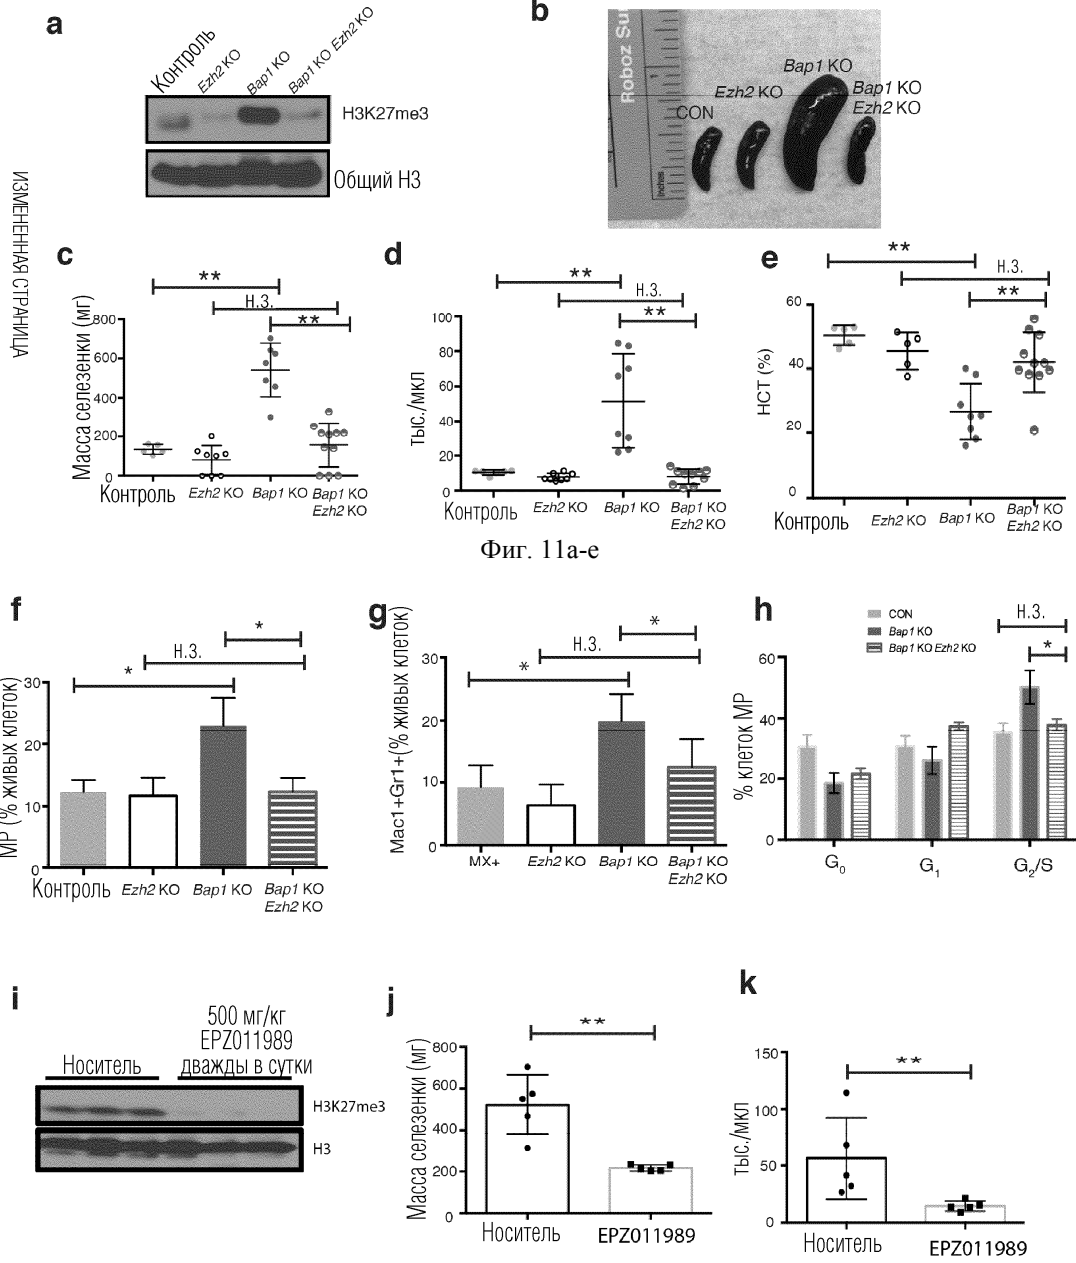 ИЗМЕНЕННАЯ СТРАНИЦА
a
Контроль
Ezh2 KO
Bap1 KO
Bap1 KO Ezh2 KO
H3K27me3
Общий H3
b
Roboz Sur
inches
CON
Ezh2 KO
Bap1 KO
Bap1 KO
Ezh2 KO
c
**
Н.З.
**
Масса селезенки (мг)
800
600
400
200
0
Контроль
Ezh2 KO
Bap1 KO
Bap1 KO
Ezh2 KO
d
**
Н.З.
**
тыс./мкл
100
80
60
40
20
0
Контроль
Ezh2 KO
Bap1 KO
Bap1 KO
Ezh2 KO
e
**
Н.З.
**
HCT (%)
60
40
20
0
Контроль
Ezh2 KO
Bap1 KO
Bap1 KO
Ezh2 KO
Фиг. 11a-e
f
*
Н.З.
*
MP (% живых клеток)
30
20
10
0
Контроль
Ezh2 KO
Bap1 KO
Bap1 KO
Ezh2 KO
g
*
Н.З.
*
Mac1+Gr1+(% живых клеток)
30
20
10
0
MX+
Ezh2 KO
Bap1 KO
Bap1 KO
Ezh2 KO
h
CON
Bap1 KO
Bap1 KO Ezh2 KO
Н.З.
*
% клеток MP
60
40
20
0
G0
G1
G2/S
i
500 мг/кг
EPZ011989
дважды в сутки
Носитель
H3K27me3
H3
j
**
Масса селезенки (мг)
800
600
400
200
0
Носитель
EPZ011989
k
**
тыс./мкл
150
100
50
0
Носитель
EPZ011989